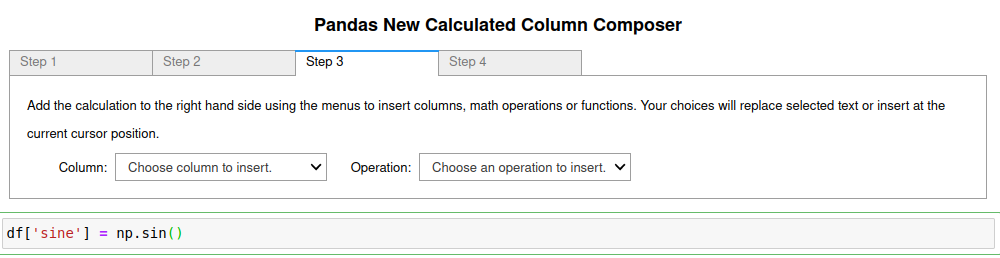 Pandas New Calculated Column Composer
Step 1 Step 2 Step 3 Step 4
Add the calculation to the right hand side using the menus to insert columns, math operations or functions. Your choices will replace selected text or insert at the
current cursor position.
Column: Choose column to insert. Operation: Choose an operation to insert.
df['sine'] = np.sin()